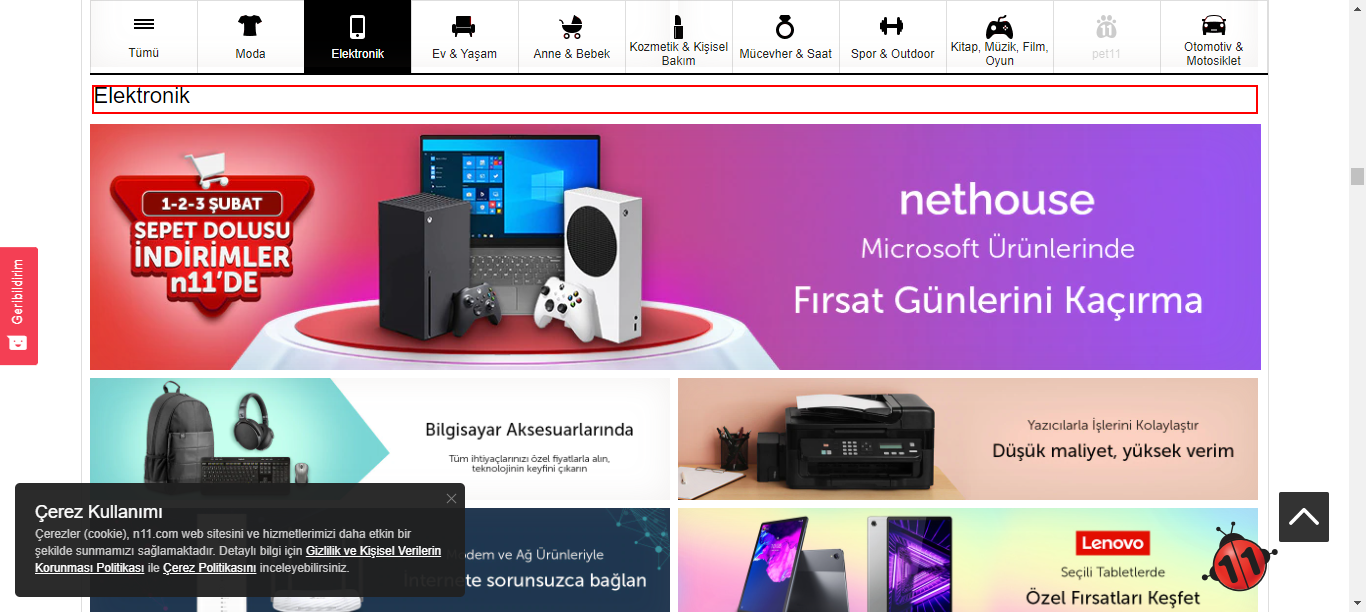 Tümü
Moda
Elektronik
Ev & Yaşam
Anne & Bebek
Kozmetik & Kişisel
Bakım
Mücevher & Saat
Spor & Outdoor
Kitap, Müzik, Film,
Oyun
pet11
Otomotiv &
Motosiklet
Elektronik
1-2-3 ŞUBAT
SEPET DOLUSU
İNDİRİMLER
n11'DE
nethouse
Microsoft Ürünlerinde
Fırsat Günlerini Kaçırma
Geribildirim
Bilgisayar Aksesuarlarında
Tüm ihtiyaçlarınızı özel fiyatlarla alın,
teknolojinin keyfini çıkarın
Yazıcılarla İşlerini Kolaylaştır
Düşük maliyet, yüksek verim
Çerez Kullanımı
Çerezler (cookie), n11.com web sitesini ve hizmetlerimizi daha etkin bir
şekilde sunmamızı sağlamaktadır. Detaylı bilgi için Gizlilik ve Kişisel Verilerin
Korunması Politikası ile Çerez Politikasını inceleyebilirsiniz.
Modem ve Ağ Ürünleriyle
Internete sorunsuzca bağlan
Lenovo
Seçili Tabletlerde
Özel Fırsatları Keşfet
11